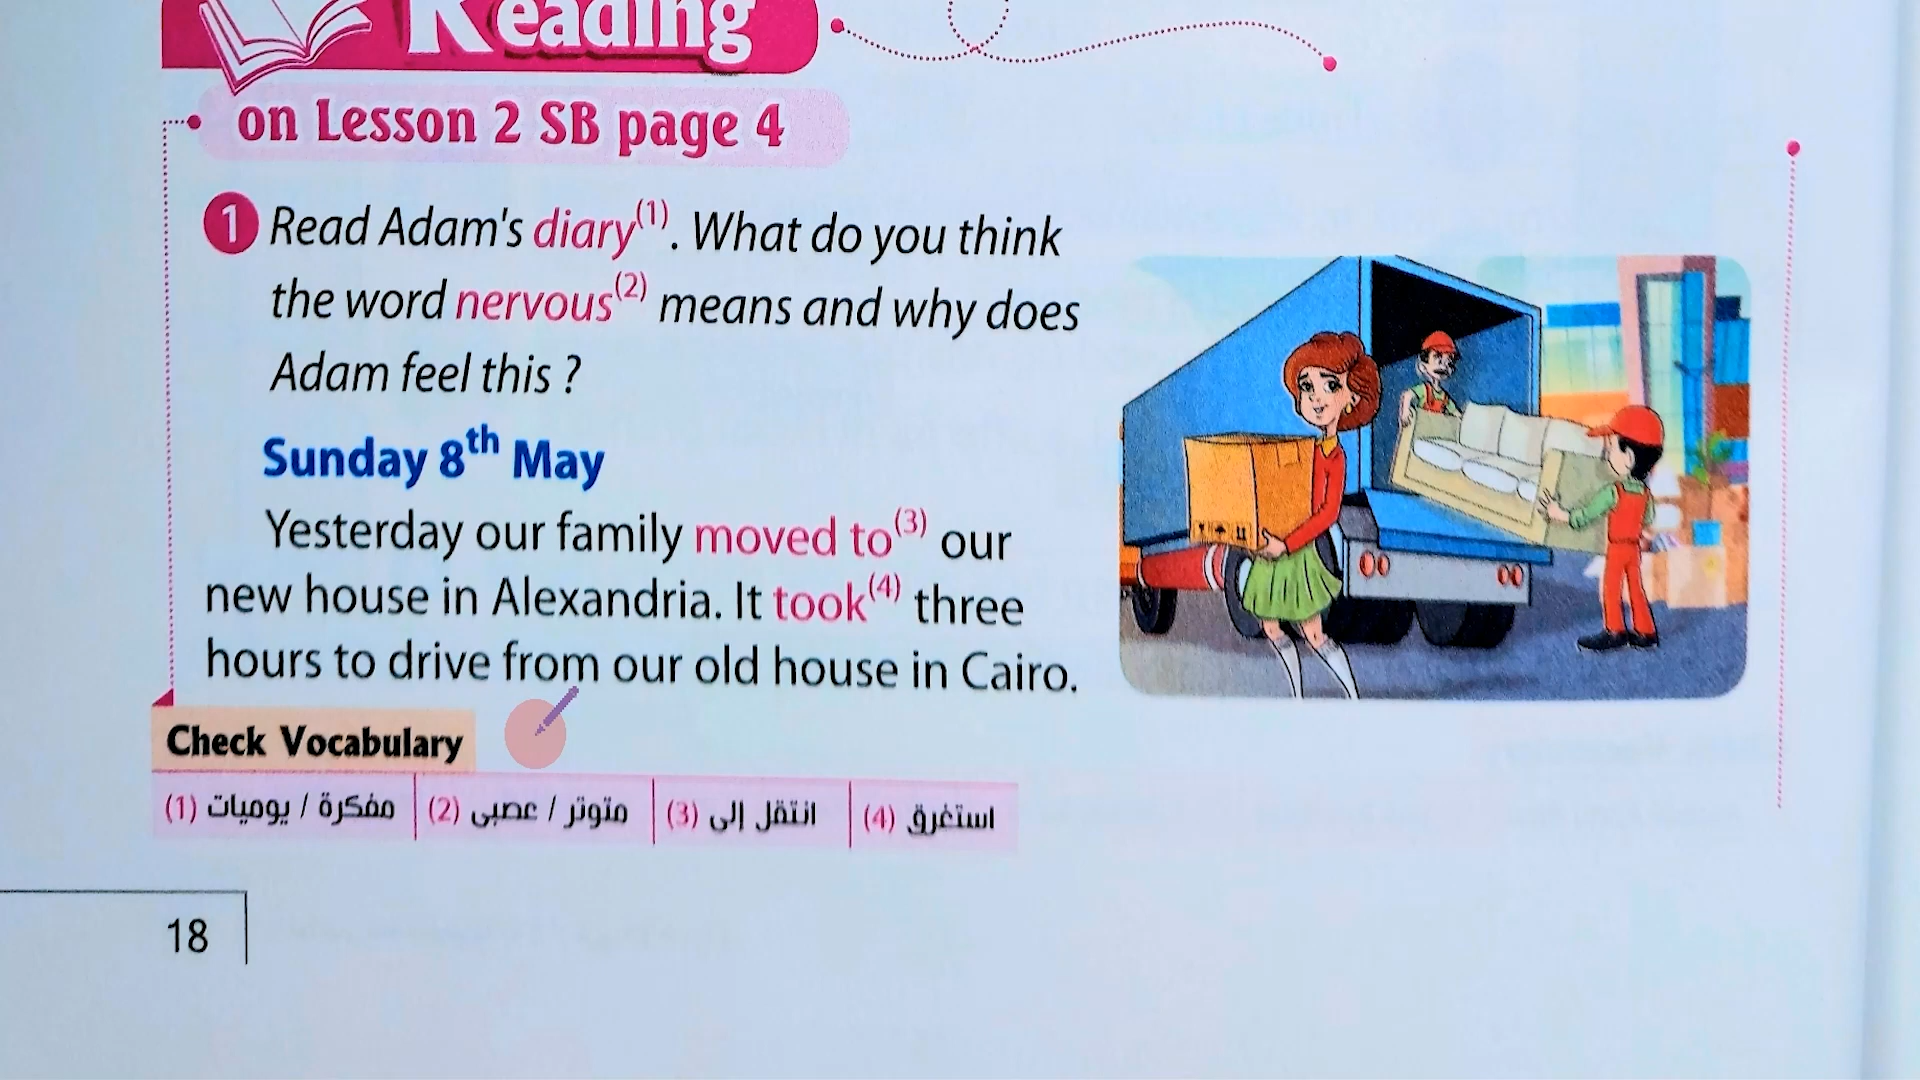 Reading
on Lesson 2 SB page 4
1 Read Adam's diary(1). What do you think
the word nervous(2) means and why does
Adam feel this ?
Sunday 8th May
Yesterday our family moved to(3) our
new house in Alexandria. It took(4) three
hours to drive from our old house in Cairo.
Check Vocabulary
(1) مفكرة / يوميات
(2) متوتر / عصبى
(3) انتقل إلى
(4) استغرق
18